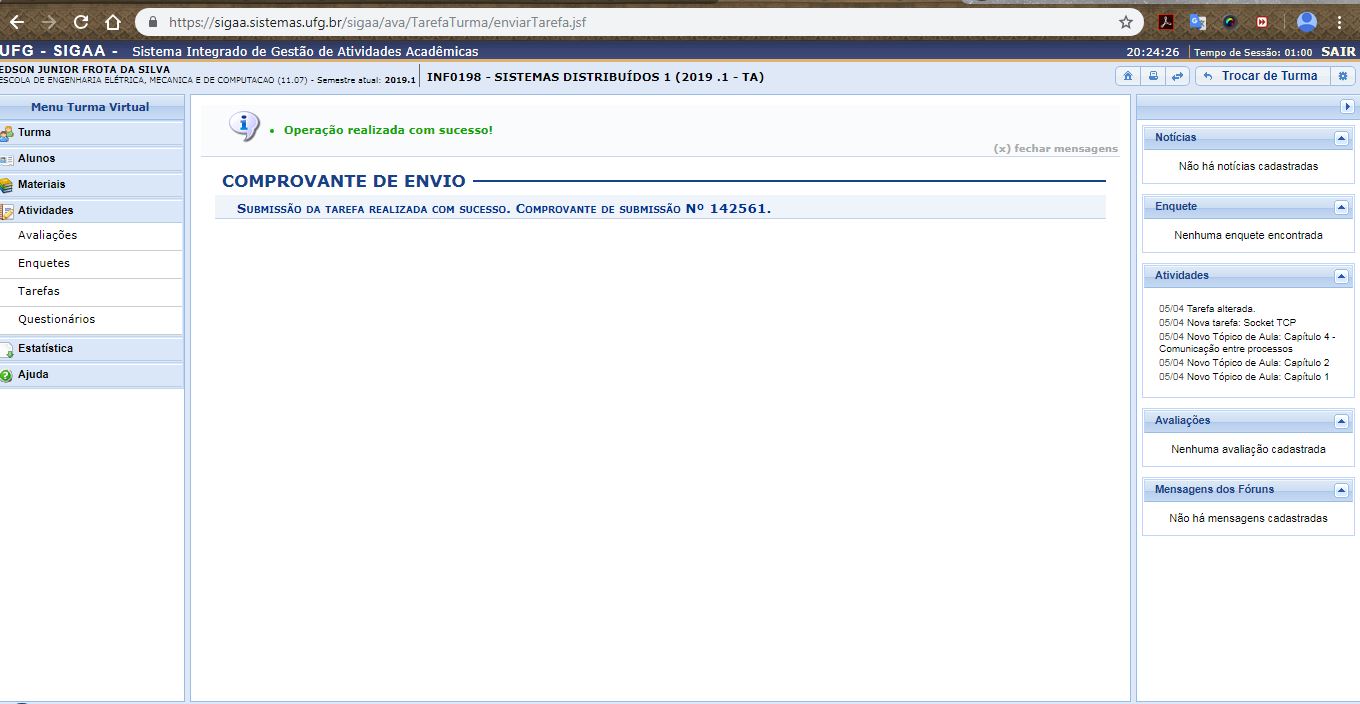 https://sigaa.sistemas.ufg.br/sigaa/ava/TarefaTurma/enviarTarefa.jsf
UFG - SIGAA - Sistema Integrado de Gestão de Atividades Acadêmicas
20:24:26 Tempo de Sessão: 01:00 SAIR
EDSON JUNIOR FROTA DA SILVA
ESCOLA DE ENGENHARIA ELÉTRICA, MECANICA E DE COMPUTACAO (11.07) - Semestre atual: 2019.1
INF0198 - SISTEMAS DISTRIBUÍDOS 1 (2019 .1 - TA)
Trocar de Turma
Menu Turma Virtual
Turma
Alunos
Materiais
Atividades
Avaliações
Enquetes
Tarefas
Questionários
Estatística
Ajuda
• Operação realizada com sucesso!
(x) fechar mensagens
COMPROVANTE DE ENVIO
Submissão da tarefa realizada com sucesso. Comprovante de submissão Nº 142561.
Notícias
Não há notícias cadastradas
Enquete
Nenhuma enquete encontrada
Atividades
05/04 Tarefa alterada.
05/04 Nova tarefa: Socket TCP
05/04 Novo Tópico de Aula: Capítulo 4 -
Comunicação entre processos
05/04 Novo Tópico de Aula: Capítulo 2
05/04 Novo Tópico de Aula: Capítulo 1
Avaliações
Nenhuma avaliação cadastrada
Mensagens dos Fóruns
Não há mensagens cadastradas